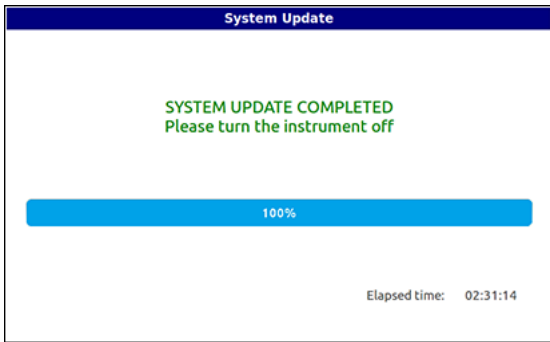 System Update
SYSTEM UPDATE COMPLETED
Please turn the instrument off
100%
Elapsed time: 02:31:14